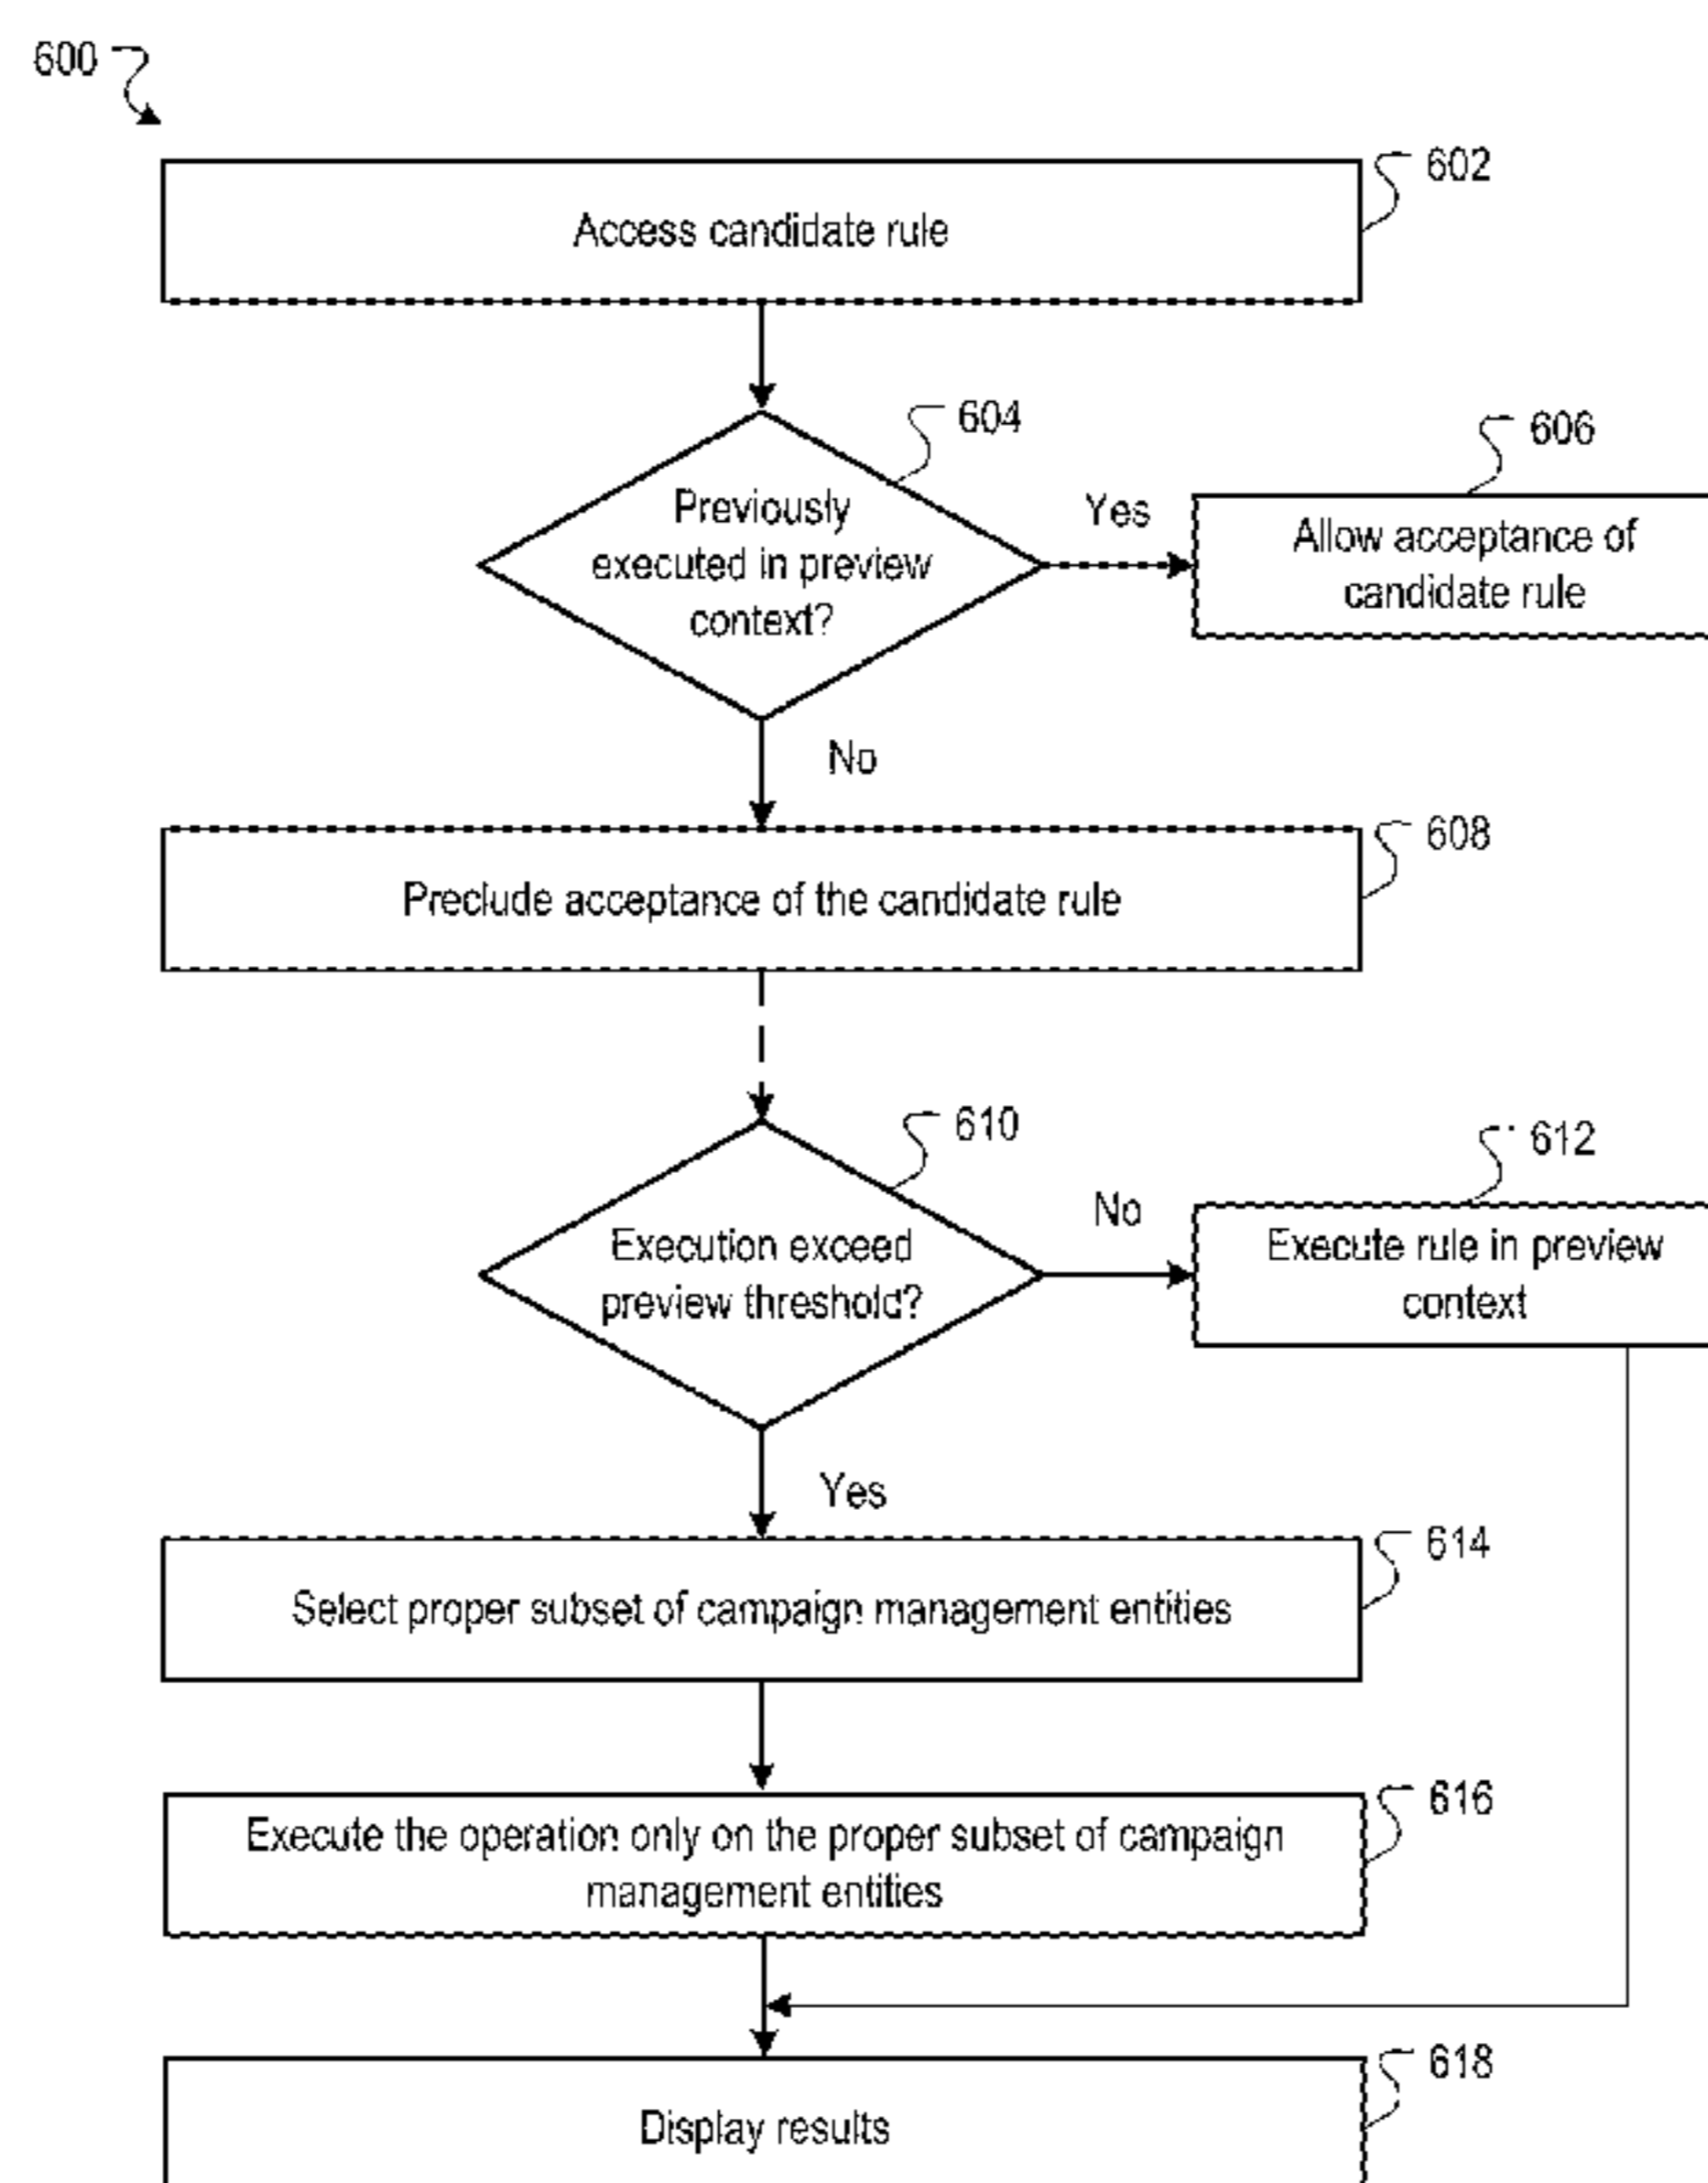 600
602
Access candidate rule
604
606
Previously
executed in preview
context?
Yes
Allow acceptance of
candidate rule
No
608
Preclude acceptance of the candidate rule
610
612
Execution exceed
preview threshold?
No
Execute rule in preview
context
Yes
614
Select proper subset of campaign management entities
616
Execute the operation only on the proper subset of campaign
management entities
618
Display results